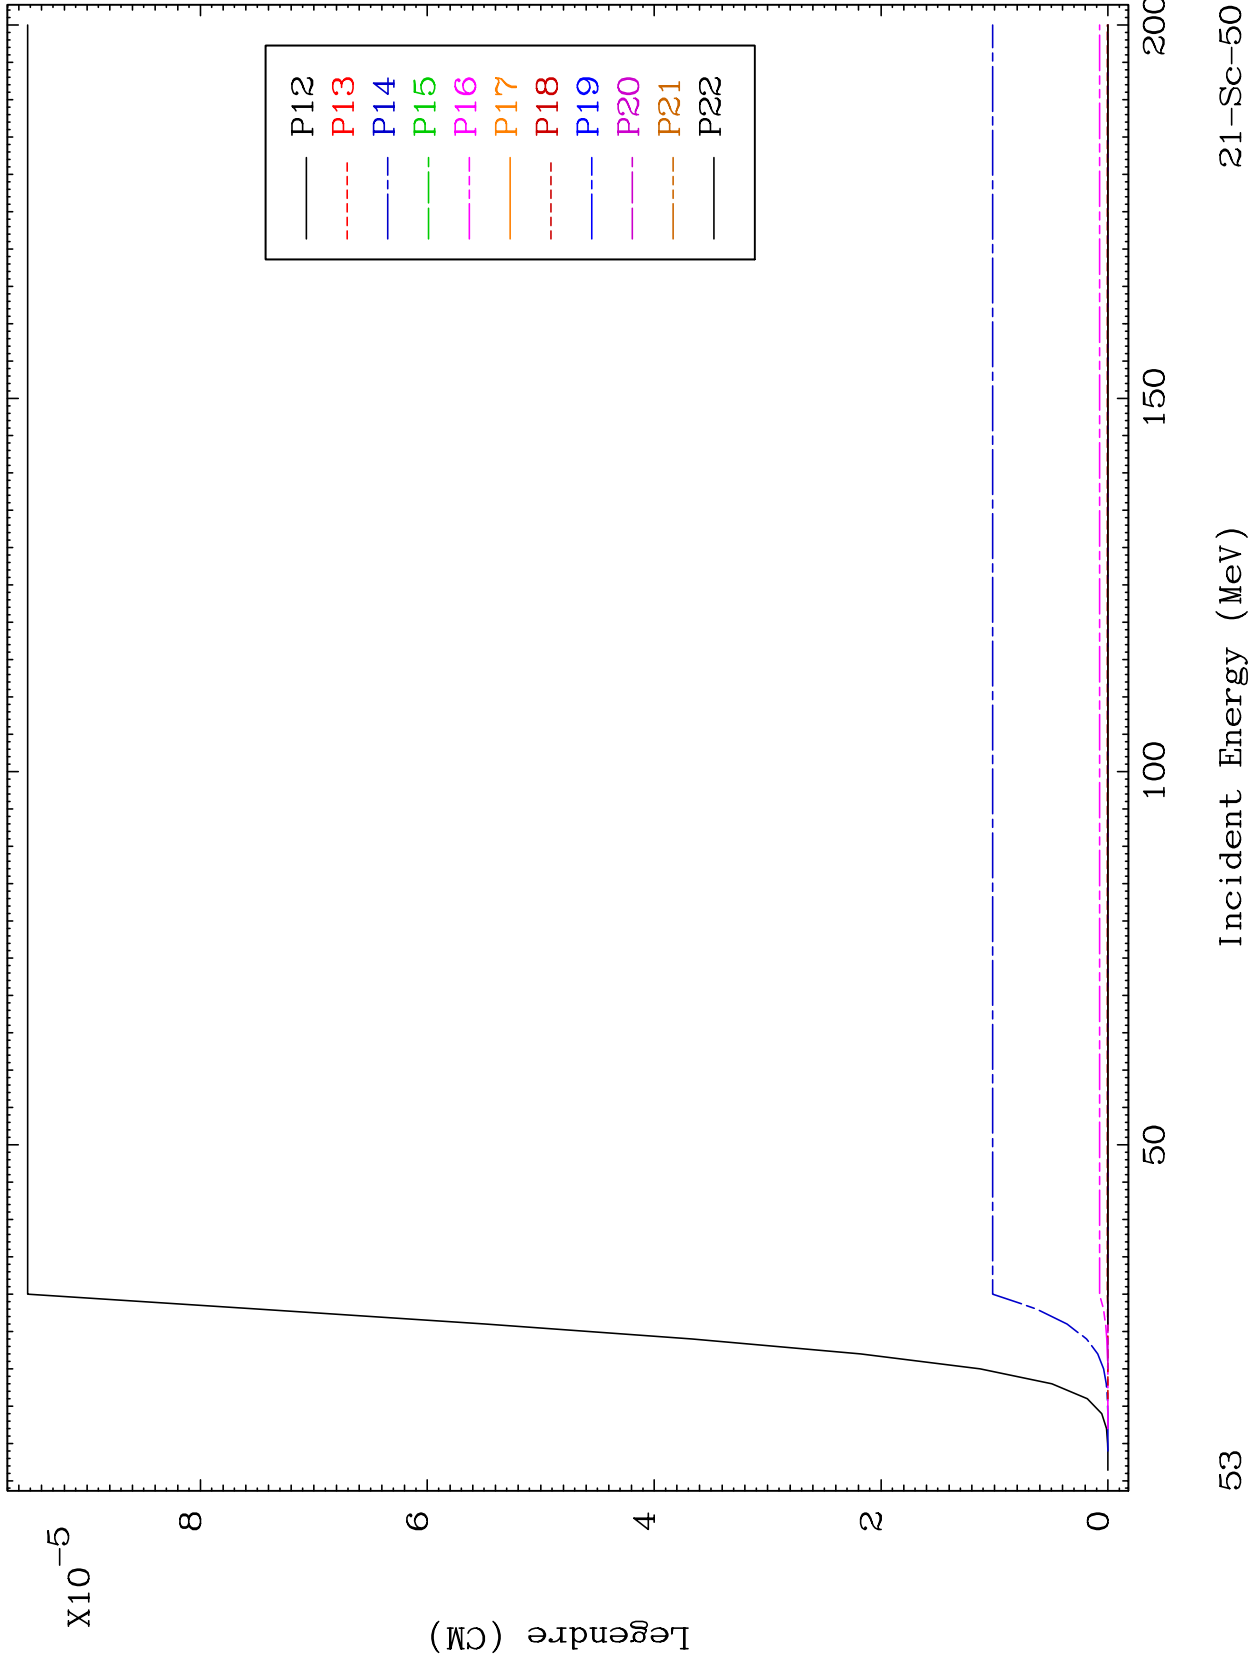 X10
-5
8
6
4
2
0
Legendre (CM)
P12
P13
P14
P15
P16
P17
P18
P19
P20
P21
P22
50
100
150
200
Incident Energy (MeV)
53
21-Sc-50